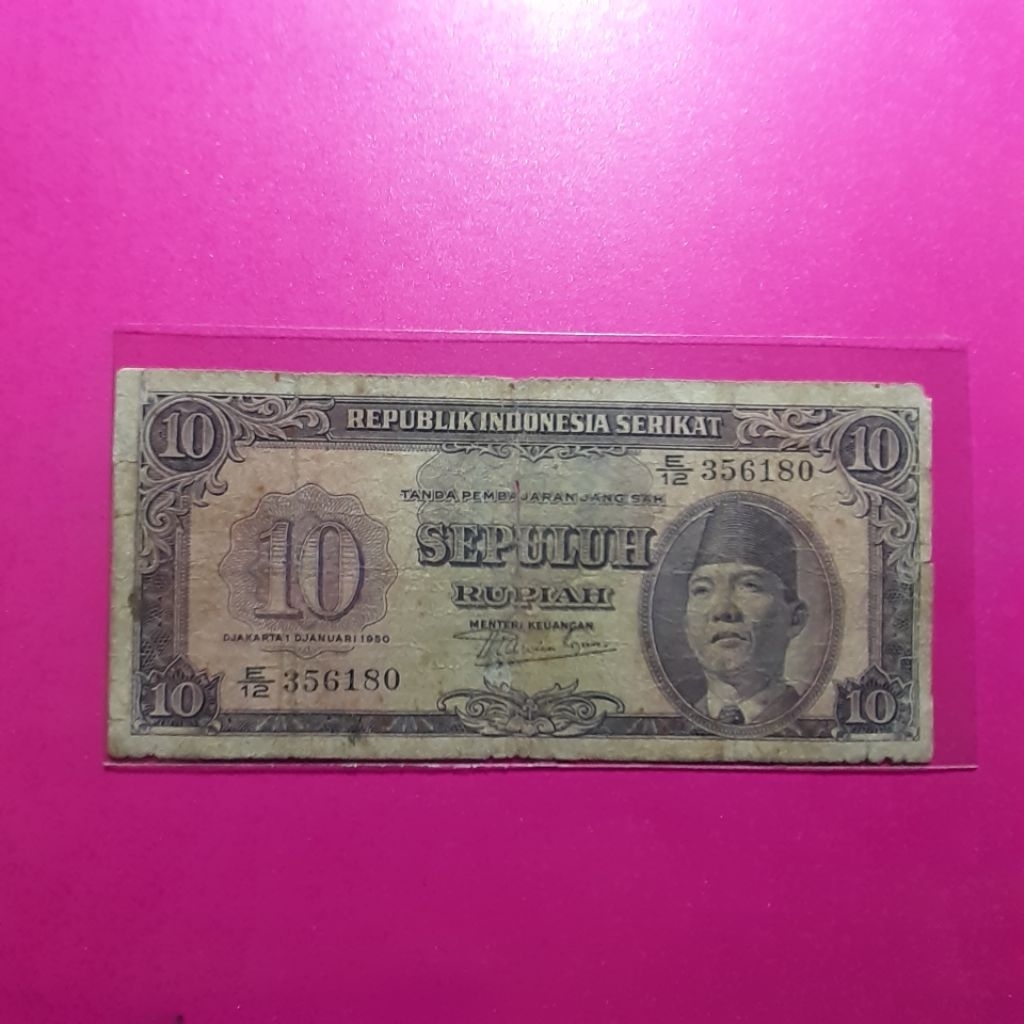 10 REPUBLIK INDONESIA SERIKAT 10
E/12 356180
TANDA PEMBAJARAN JANG SAH
10 SEPULUH
RUPIAH
MENTERI KEUANGAN
DJAKARTA 1 DJANUARI 1950
E/12 356180
10 10